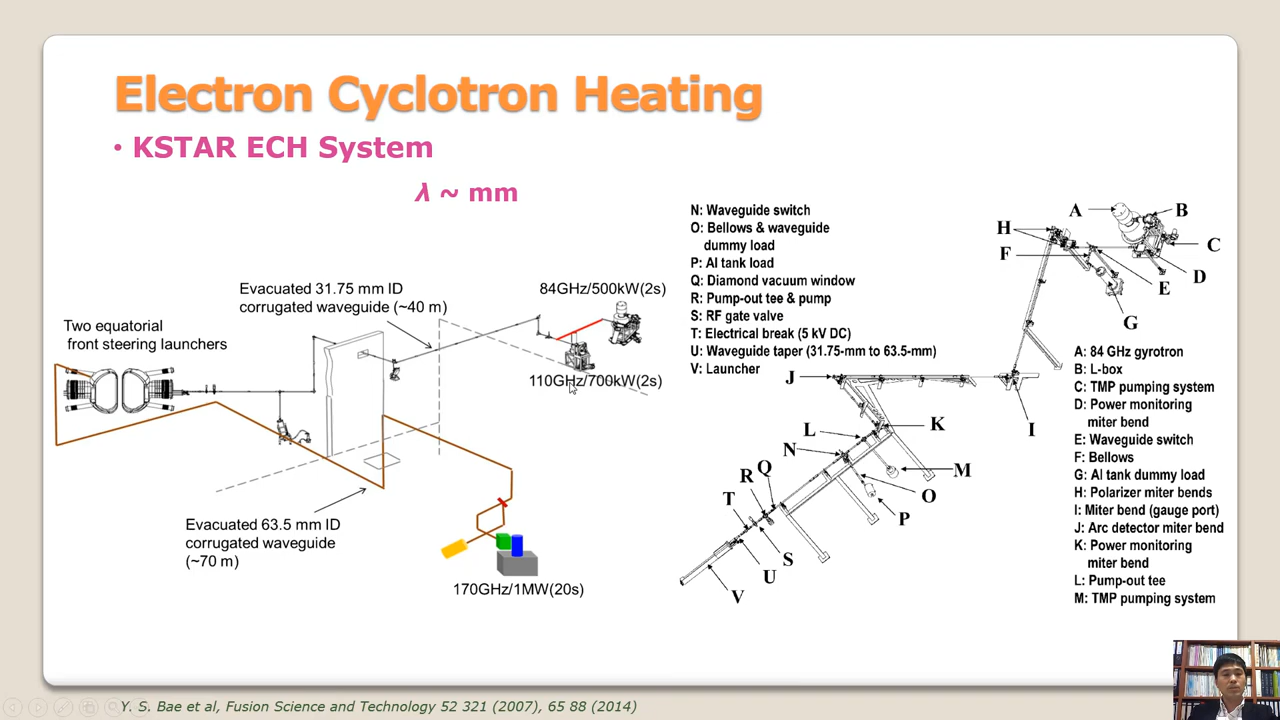 Electron Cyclotron Heating
• KSTAR ECH System
λ ~ mm
Evacuated 31.75 mm ID
corrugated waveguide (~40 m)
84GHz/500kW(2s)
Two equatorial
front steering launchers
110GHz/700kW(2s)
Evacuated 63.5 mm ID
corrugated waveguide
(~70 m)
170GHz/1MW(20s)
N: Waveguide switch
O: Bellows & waveguide
dummy load
P: Al tank load
Q: Diamond vacuum window
R: Pump-out tee & pump
S: RF gate valve
T: Electrical break (5 kV DC)
U: Waveguide taper (31.75-mm to 63.5-mm)
V: Launcher
A
B
H
C
F
D
E
G
J
I
L
K
N
M
R
Q
O
T
P
S
U
V
A: 84 GHz gyrotron
B: L-box
C: TMP pumping system
D: Power monitoring
miter bend
E: Waveguide switch
F: Bellows
G: Al tank dummy load
H: Polarizer miter bends
I: Miter bend (gauge port)
J: Arc detector miter bend
K: Power monitoring
miter bend
L: Pump-out tee
M: TMP pumping system
Y. S. Bae et al, Fusion Science and Technology 52 321 (2007), 65 88 (2014)